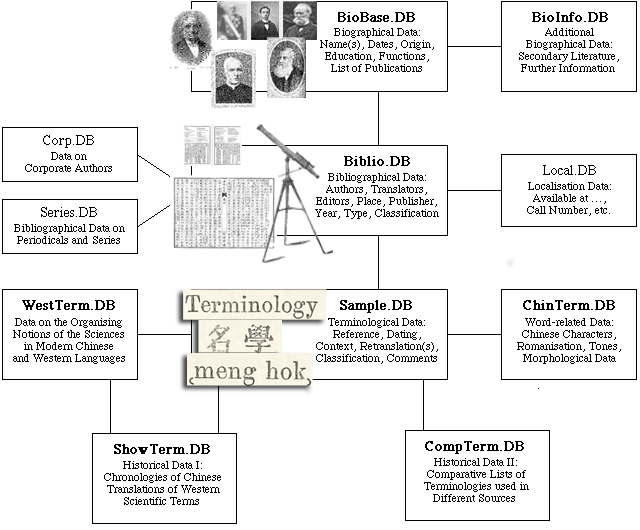 BioBase.DB
Biographical Data:
Name(s), Dates, Origin,
Education, Functions,
List of Publications
BioInfo.DB
Additional
Biographical Data:
Secondary Literature,
Further Information
Corp.DB
Data on
Corporate Authors
Biblio.DB
Bibliographical Data:
Authors, Translators,
Editors, Place, Publisher,
Year, Type, Classification
Local.DB
Localisation Data:
Available at ...,
Call Number, etc.
Series.DB
Bibliographical Data on
Periodicals and Series
WestTerm.DB
Data on the Organising
Notions of the Sciences
in Modern Chinese
and Western Languages
Terminology
名學
meng hok,
Sample.DB
Terminological Data:
Reference, Dating,
Context, Retranslation(s),
Classification, Comments
ChinTerm.DB
Word-related Data:
Chinese Characters,
Romanisation, Tones,
Morphological Data
ShowTerm.DB
Historical Data I:
Chronologies of Chinese
Translations of Western
Scientific Terms
CompTerm.DB
Historical Data II:
Comparative Lists of
Terminologies used in
Different Sources